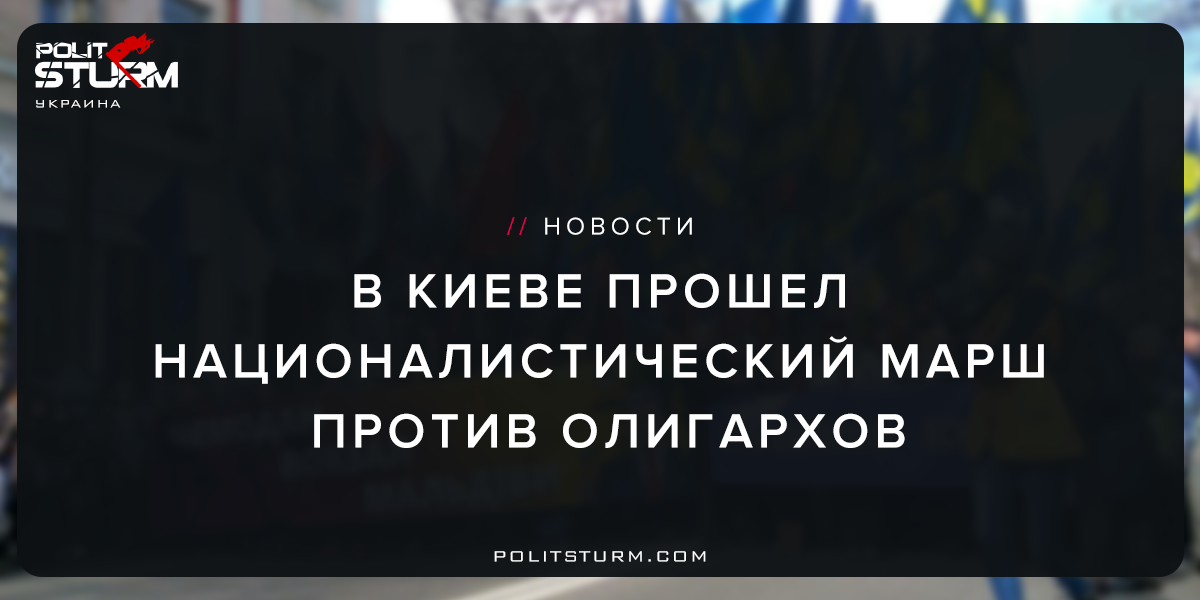 POLIT
STURM
УКРАИНА
// НОВОСТИ
В КИЕВЕ ПРОШЕЛ
НАЦИОНАЛИСТИЧЕСКИЙ МАРШ
ПРОТИВ ОЛИГАРХОВ
POLITSTURM.COM